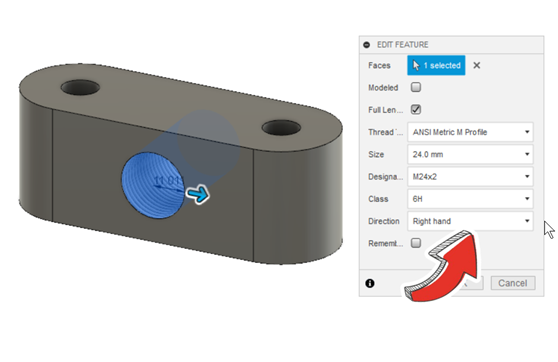 EDIT FEATURE
Faces 1 selected
Modeled
Full Len...
Thread '... ANSI Metric M Profile
Size 24.0 mm
Designa... M24x2
Class 6H
Direction Right hand
Rememb...
Cancel